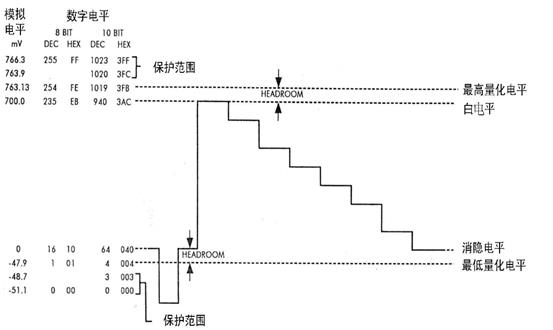 模拟 数字电平
电平 8 BIT 10 BIT
mV DEC HEX DEC HEX
766.3 255 FF 1023 3FF
763.9 1020 3FC
保护范围
763.13 254 FE 1019 3FB
HEADROOM
最高量化电平
700.0 235 EB 940 3AC
白电平
0 16 10 64 040
HEADROOM
消隐电平
-47.9 1 01 4 004
最低量化电平
-48.7 3 003
-51.1 0 00 0 000
保护范围